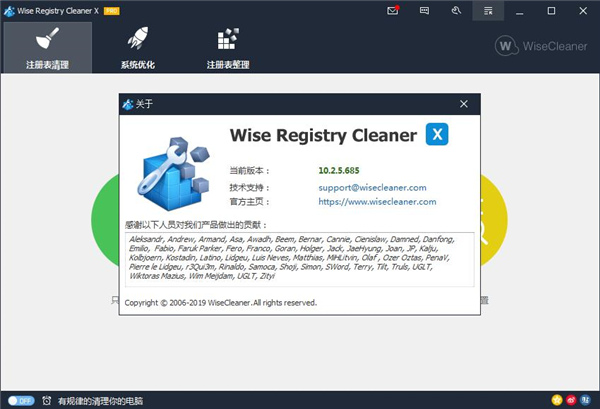 Wise Registry Cleaner X PRO
注册表清理
系统优化
注册表整理
W WiseCleaner
关于
Wise Registry Cleaner X
当前版本： 10.2.5.685
技术支持： support@wisecleaner.com
官方主页： https://www.wisecleaner.com
感谢以下人员对我们产品做出的贡献：
Aleksandr, Andrew, Armand, Asa, Awadh, Beem, Bernar, Cannie, Cienislaw, Damned, Danfong,
Emilio, Fabio, Faruk Parker, Fero, Franco, Goran, Holger, Jack, JaeHyung, Joan, JP, Kalju,
Kolbjoern, Kostadin, Latino, Lidgeu, Luis Neves, Matthias, MiHLitvin, Olaf , Ozer Oztas, PenaV,
Pierre le Lidgeu, r3Qui3m, Rinaldo, Samoca, Shoji, Simon, SWord, Terry, Tilt, Truls, UGLT,
Wiktoras Mazius, Wim Meijdam, UGLT, Zityi
Copyright © 2006-2019 WiseCleaner.All rights reserved.
只
置
OFF 有规律的清理你的电脑